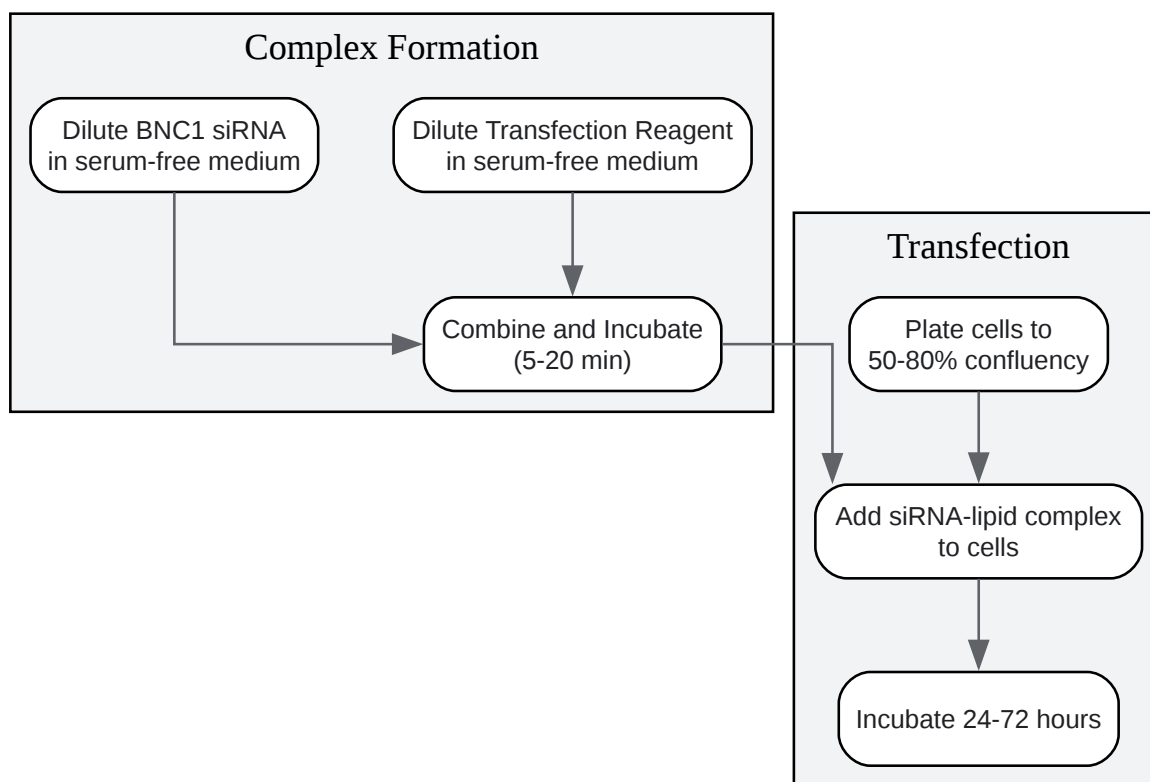 Complex Formation
Dilute BNC1 siRNA
in serum-free medium
Dilute Transfection Reagent
in serum-free medium
Combine and Incubate
(5-20 min)
Transfection
Plate cells to
50-80% confluency
Add siRNA-lipid complex
to cells
Incubate 24-72 hours